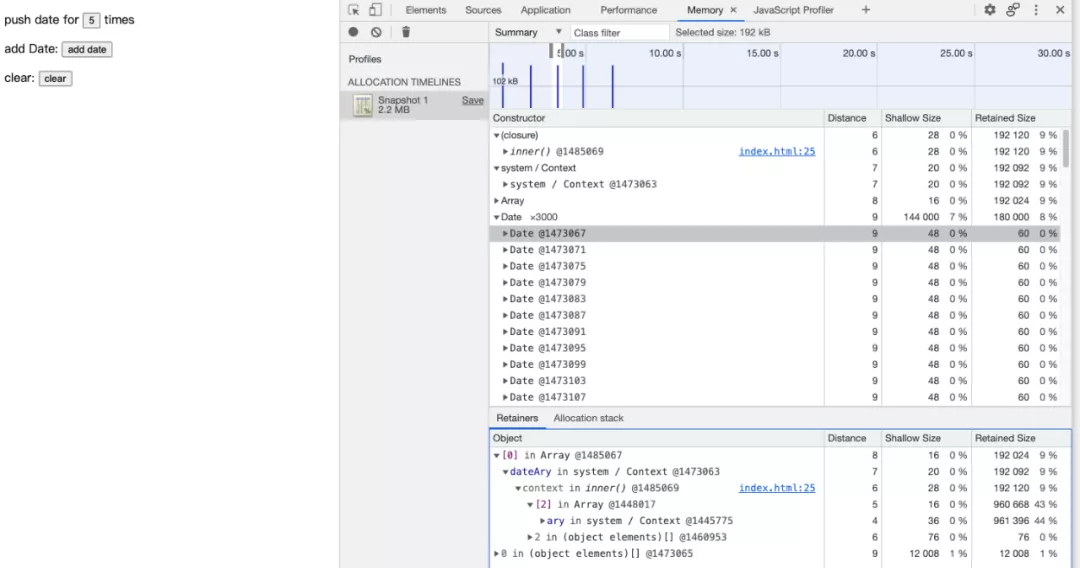 push date for 5 times
add Date: add date
clear: clear
Elements Sources Application Performance Memory × JavaScript Profiler +
Profiles
ALLOCATION TIMELINES
Snapshot 1 Save
2.2 MB
Summary ▼ Class filter Selected size: 192 kB
5.00 s 10.00 s 15.00 s 20.00 s 25.00 s 30.00 s
102 kB
Constructor Distance Shallow Size Retained Size
▼(closure) 6 28 0 % 192 120 9 %
▶inner() @1485069 index.html:25 6 28 0 % 192 120 9 %
▼system / Context 7 20 0 % 192 092 9 %
▶system / Context @1473063 7 20 0 % 192 092 9 %
▶Array 8 16 0 % 192 024 9 %
▼Date ×3000 9 144 000 7 % 180 000 8 %
▶Date @1473067 9 48 0 % 60 0 %
▶Date @1473071 9 48 0 % 60 0 %
▶Date @1473075 9 48 0 % 60 0 %
▶Date @1473079 9 48 0 % 60 0 %
▶Date @1473083 9 48 0 % 60 0 %
▶Date @1473087 9 48 0 % 60 0 %
▶Date @1473091 9 48 0 % 60 0 %
▶Date @1473095 9 48 0 % 60 0 %
▶Date @1473099 9 48 0 % 60 0 %
▶Date @1473103 9 48 0 % 60 0 %
▶Date @1473107 9 48 0 % 60 0 %
Retainers Allocation stack
Object Distance Shallow Size Retained Size
▼[0] in Array @1485067 8 16 0 % 192 024 9 %
▼dateAry in system / Context @1473063 7 20 0 % 192 092 9 %
▼context in inner() @1485069 index.html:25 6 28 0 % 192 120 9 %
▼[2] in Array @1448017 5 16 0 % 960 668 43 %
▶ary in system / Context @1445775 4 36 0 % 961 396 44 %
▶2 in (object elements)[] @1460953 6 76 0 % 76 0 %
▶0 in (object elements)[] @1473065 9 12 008 1 % 12 008 1 %